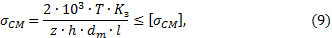 σ_СМ = (2 · 10³ · T · K_з) / (z · h · d_m · l) ≤ [σ_СМ],   (9)